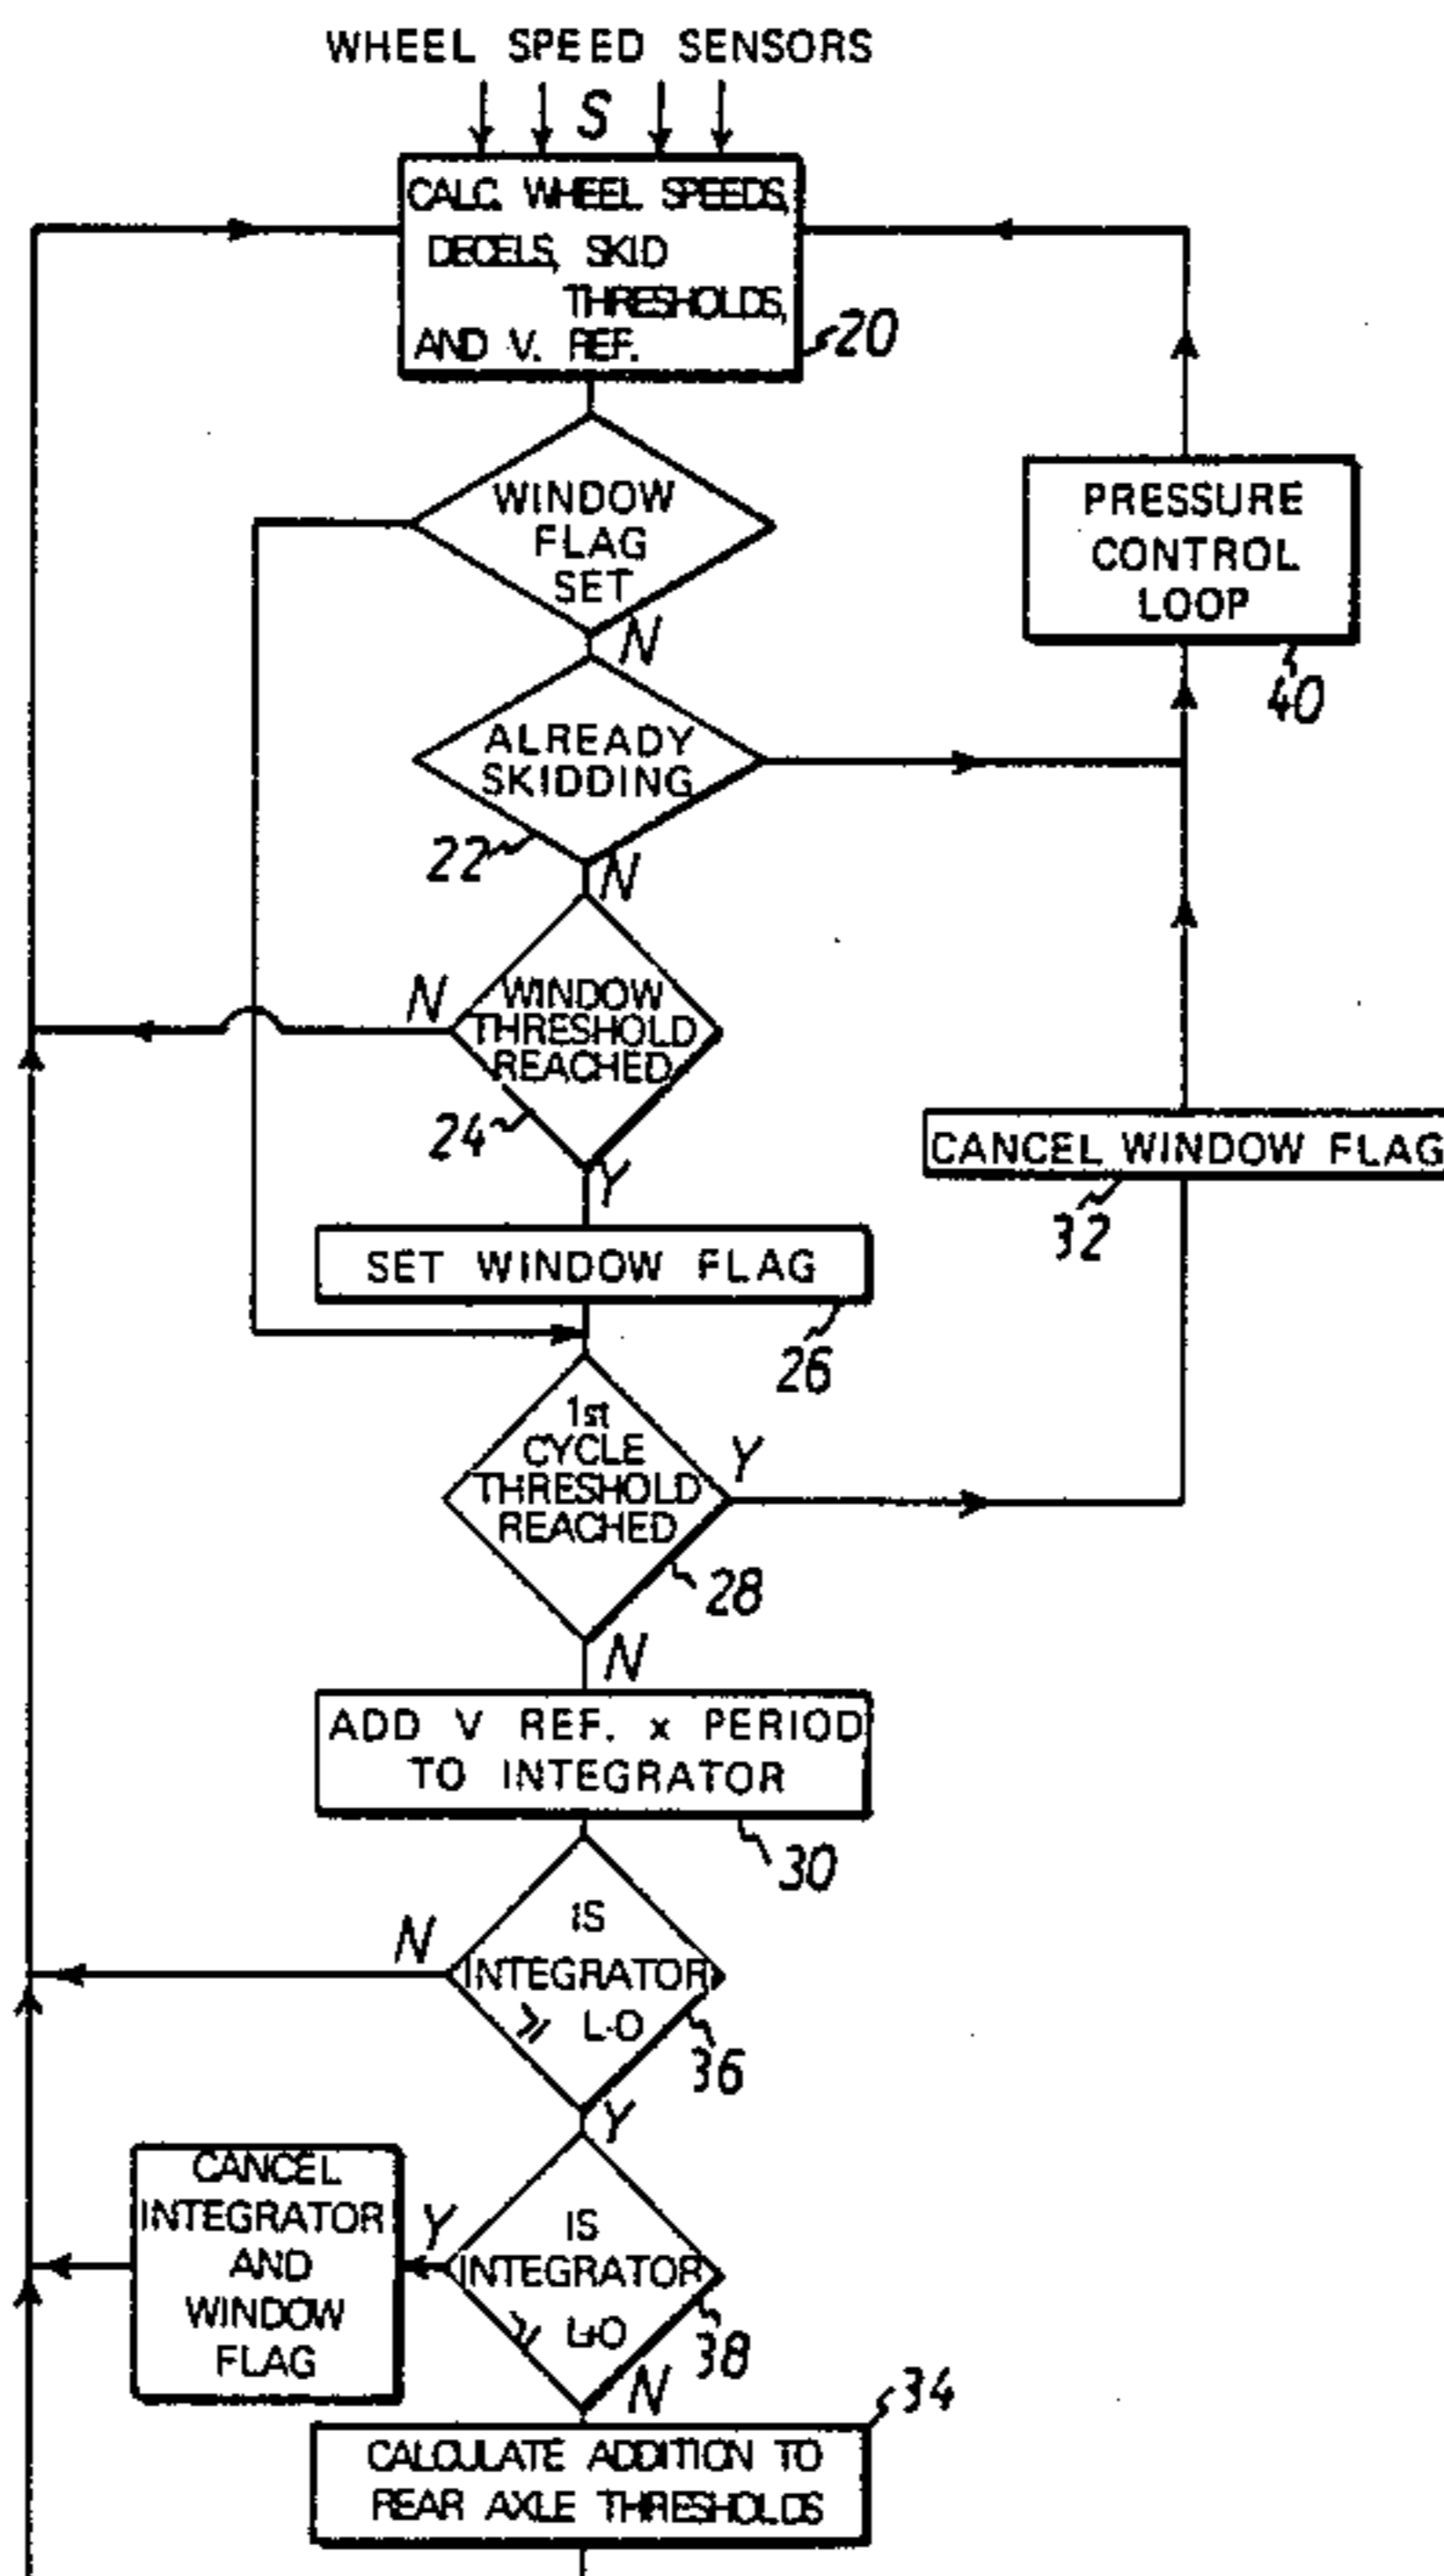 WHEEL SPEED SENSORS
S
CALC. WHEEL SPEEDS,
DECELS, SKID
THRESHOLDS,
AND V. REF.
20
WINDOW
FLAG
SET
N
PRESSURE
CONTROL
LOOP
40
ALREADY
SKIDDING
22
N
N
WINDOW
THRESHOLD
REACHED
24
Y
CANCEL WINDOW FLAG
32
SET WINDOW FLAG
26
1st
CYCLE
THRESHOLD
REACHED
Y
28
N
ADD V REF. x PERIOD
TO INTEGRATOR
30
N
IS
INTEGRATOR
⩾ L-O
36
Y
CANCEL
INTEGRATOR
AND
WINDOW
FLAG
Y
IS
INTEGRATOR
⩾ G-O
38
N
34
CALCULATE ADDITION TO
REAR AXLE THRESHOLDS